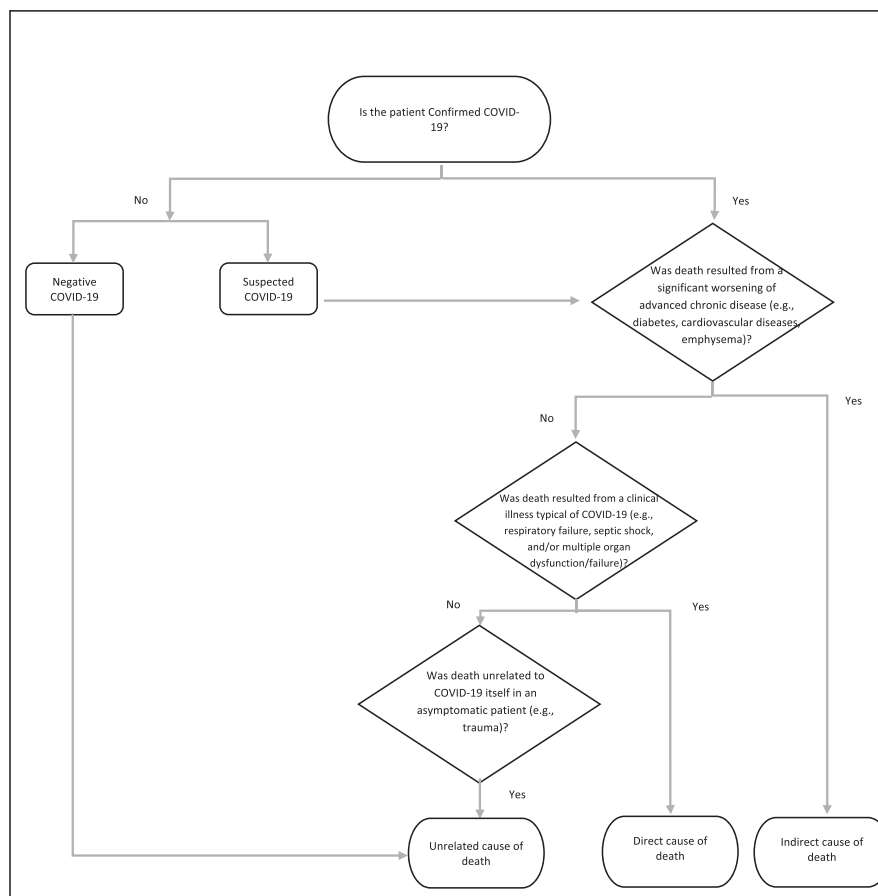 Is the patient Confirmed COVID-
19?
No
Yes
Negative
COVID-19
Suspected
COVID-19
Was death resulted from a
significant worsening of
advanced chronic disease (e.g.,
diabetes, cardiovascular diseases,
emphysema)?
No
Yes
Was death resulted from a clinical
illness typical of COVID-19 (e.g.,
respiratory failure, septic shock,
and/or multiple organ
dysfunction/failure)?
No
Yes
Was death unrelated to
COVID-19 itself in an
asymptomatic patient (e.g.,
trauma)?
Yes
Unrelated cause of
death
Direct cause of
death
Indirect cause of
death